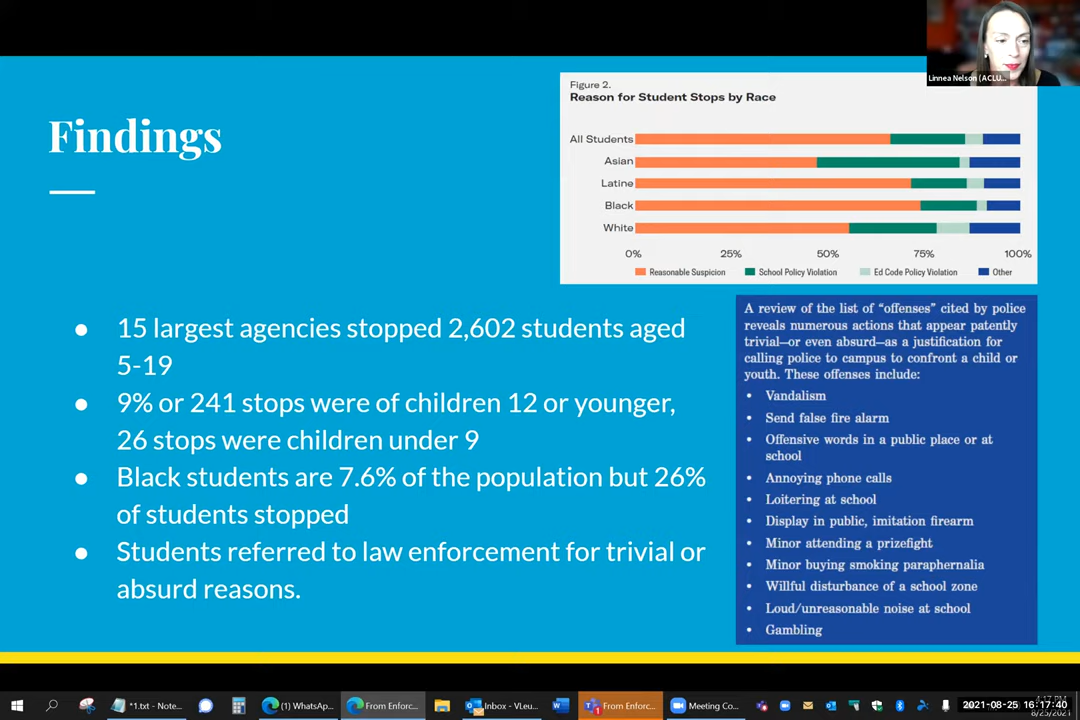 Linnea Nelson (ACLU...
Findings
Figure 2.
Reason for Student Stops by Race
All Students
Asian
Latine
Black
White
0% 25% 50% 75% 100%
Reasonable Suspicion School Policy Violation Ed Code Policy Violation Other
• 15 largest agencies stopped 2,602 students aged
5-19
• 9% or 241 stops were of children 12 or younger,
26 stops were children under 9
• Black students are 7.6% of the population but 26%
of students stopped
• Students referred to law enforcement for trivial or
absurd reasons.
A review of the list of “offenses” cited by police
reveals numerous actions that appear patently
trivial—or even absurd—as a justification for
calling police to campus to confront a child or
youth. These offenses include:
• Vandalism
• Send false fire alarm
• Offensive words in a public place or at
school
• Annoying phone calls
• Loitering at school
• Display in public, imitation firearm
• Minor attending a prizefight
• Minor buying smoking paraphernalia
• Willful disturbance of a school zone
• Loud/unreasonable noise at school
• Gambling
*1.txt - Note... (1) WhatsApp... From Enforc... Inbox - VLeu... From Enforc... Meeting Co...
2021-08-25 16:17:40